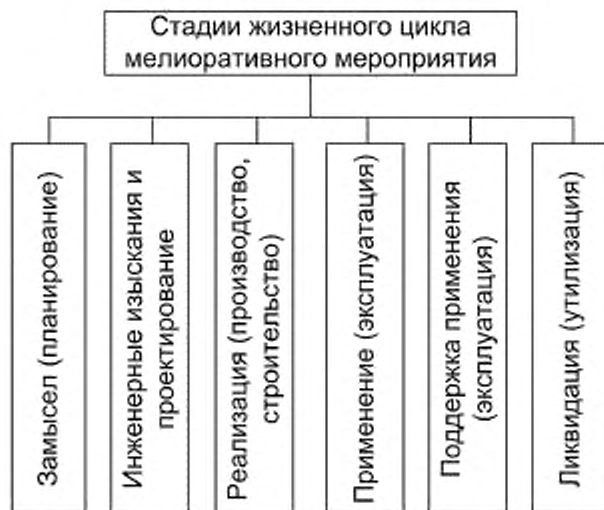 Стадии жизненного цикла
мелиоративного мероприятия
Замысел (планирование)
Инженерные изыскания и
проектирование
Реализация (производство,
строительство)
Применение (эксплуатация)
Поддержка применения
(эксплуатация)
Ликвидация (утилизация)